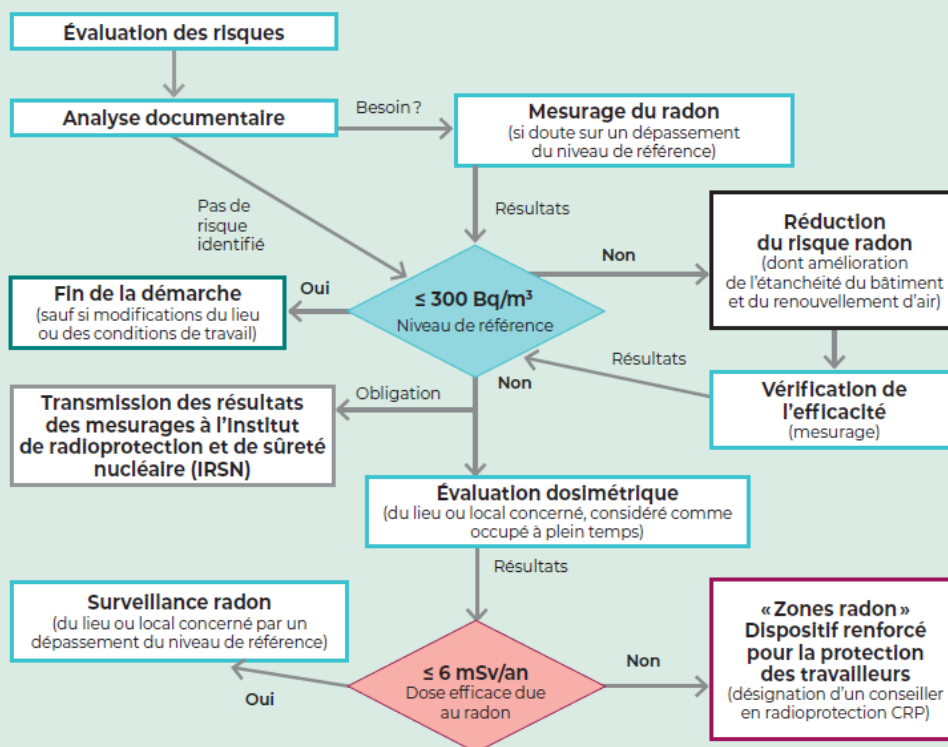 Évaluation des risques
Analyse documentaire
Besoin ?
Mesurage du radon
(si doute sur un dépassement
du niveau de référence)
Pas de
risque
identifié
Résultats
Réduction
du risque radon
(dont amélioration
de l'étanchéité du bâtiment
et du renouvellement d'air)
Non
Fin de la démarche
(sauf si modifications du lieu
ou des conditions de travail)
Oui
≤ 300 Bq/m³
Niveau de référence
Résultats
Vérification de
l'efficacité
(mesurage)
Non
Obligation
Transmission des résultats
des mesurages à l'Institut
de radioprotection et de sûreté
nucléaire (IRSN)
Évaluation dosimétrique
(du lieu ou local concerné, considéré comme
occupé à plein temps)
Résultats
Surveillance radon
(du lieu ou local concerné par un
dépassement du niveau de référence)
Oui
≤ 6 mSv/an
Dose efficace due
au radon
Non
« Zones radon »
Dispositif renforcé
pour la protection
des travailleurs
(désignation d'un conseiller
en radioprotection CRP)